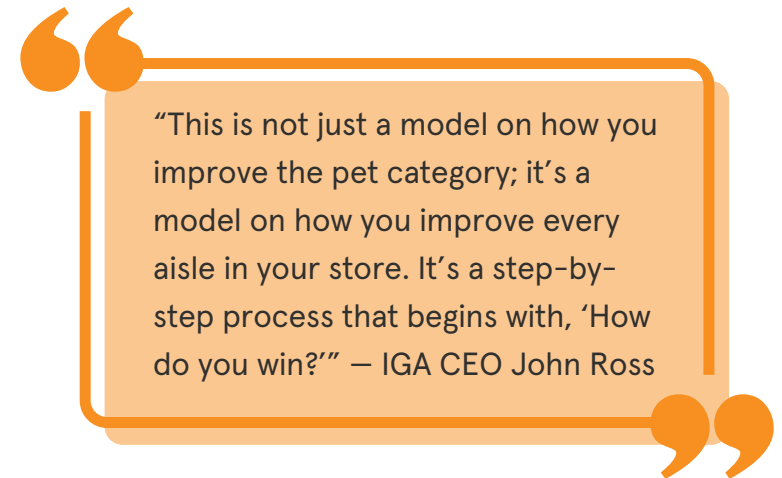 “This is not just a model on how you
improve the pet category; it’s a
model on how you improve every
aisle in your store. It’s a step-by-
step process that begins with, ‘How
do you win?’” — IGA CEO John Ross